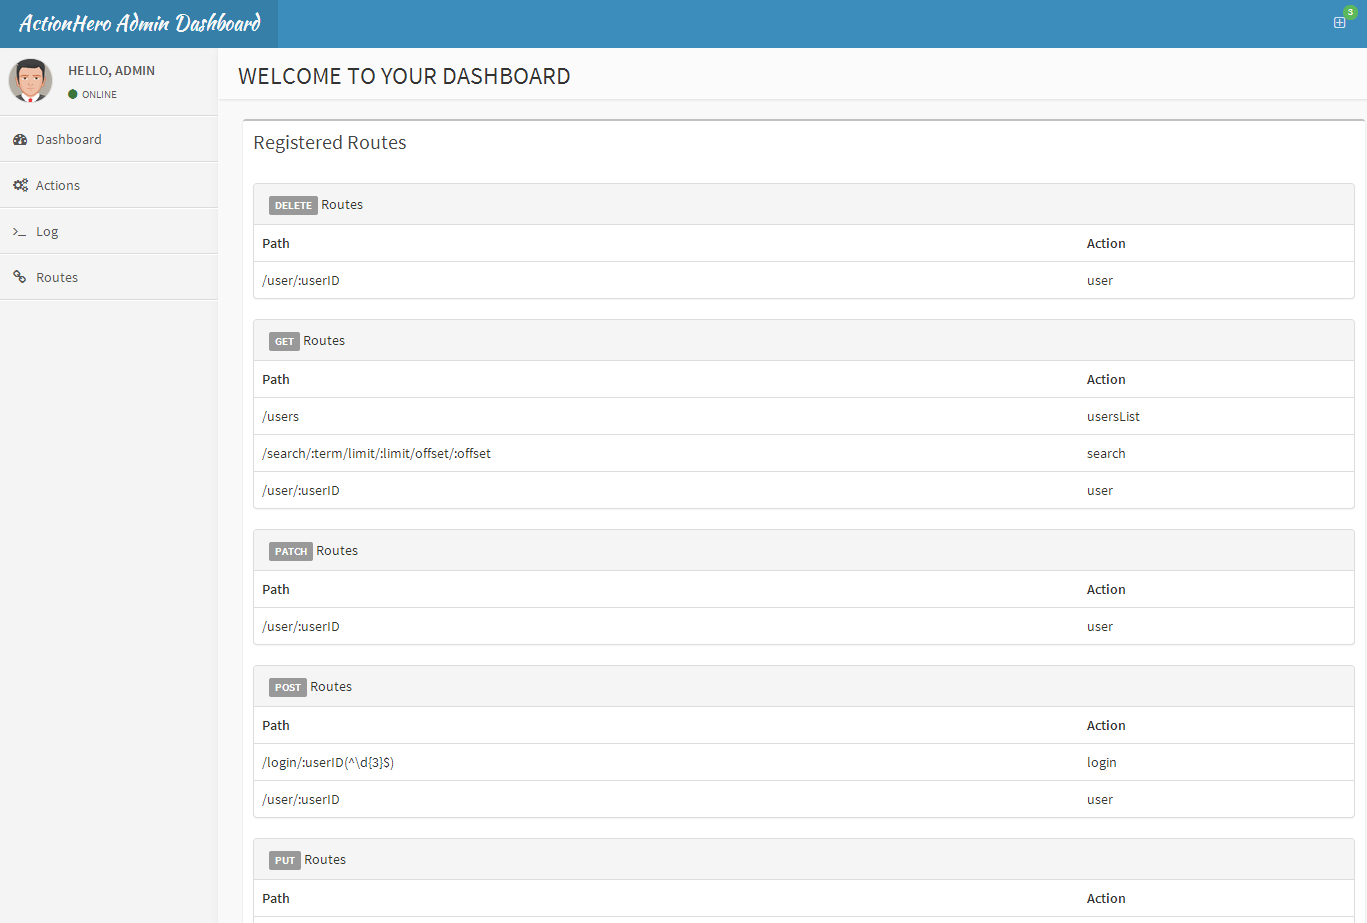 ActionHero Admin Dashboard
3
HELLO, ADMIN
ONLINE
Dashboard
Actions
Log
Routes
WELCOME TO YOUR DASHBOARD
Registered Routes
DELETE Routes
Path Action
/user/:userID user
GET Routes
Path Action
/users usersList
/search/:term/limit/:limit/offset/:offset search
/user/:userID user
PATCH Routes
Path Action
/user/:userID user
POST Routes
Path Action
/login/:userID(^\d{3}$) login
/user/:userID user
PUT Routes
Path Action